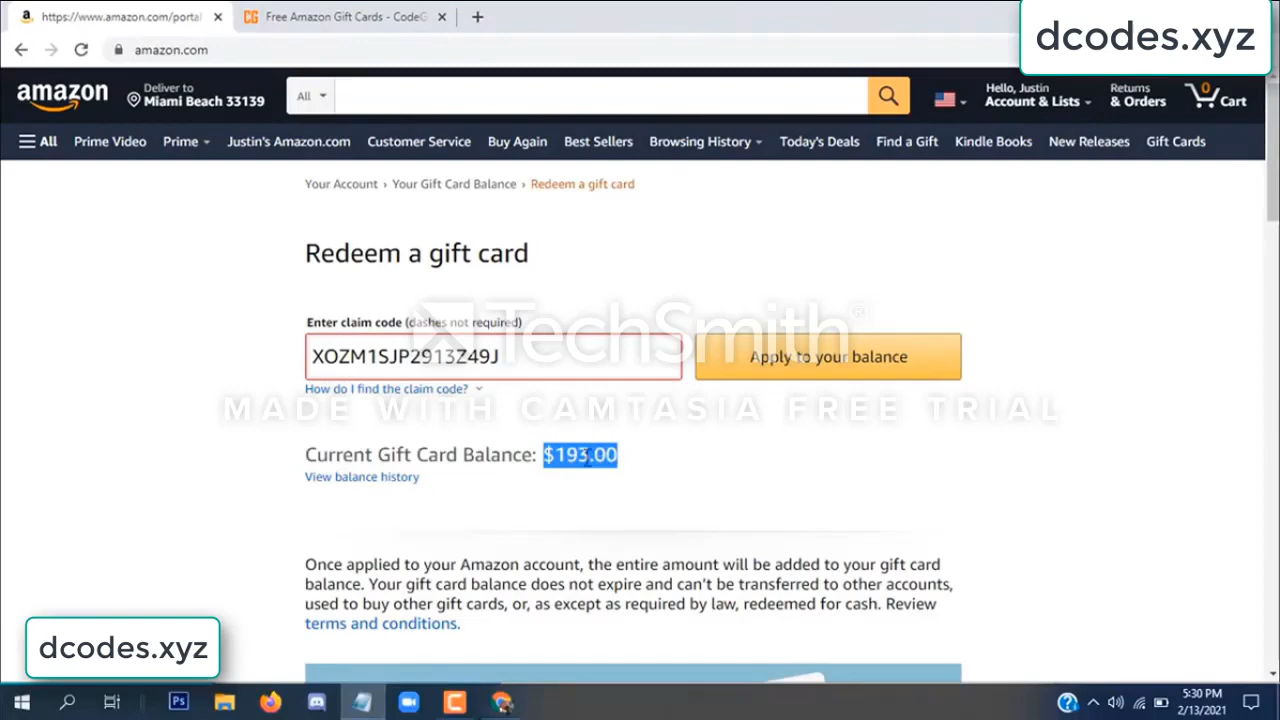 https://www.amazon.com/portal
Free Amazon Gift Cards - CodeG
dcodes.xyz
amazon.com
amazon
Deliver to
Miami Beach 33139
All
Hello, Justin
Account & Lists
Returns
& Orders
0
Cart
All
Prime Video
Prime
Justin's Amazon.com
Customer Service
Buy Again
Best Sellers
Browsing History
Today's Deals
Find a Gift
Kindle Books
New Releases
Gift Cards
Your Account › Your Gift Card Balance › Redeem a gift card
Redeem a gift card
Enter claim code (dashes not required)
XOZM1SJP2913Z49J
Apply to your balance
How do I find the claim code?
TechSmith®
MADE WITH CAMTASIA FREE TRIAL
Current Gift Card Balance: $193.00
View balance history
Once applied to your Amazon account, the entire amount will be added to your gift card
balance. Your gift card balance does not expire and can't be transferred to other accounts,
used to buy other gift cards, or, as except as required by law, redeemed for cash. Review
terms and conditions.
dcodes.xyz
Ps
5:30 PM
2/13/2021